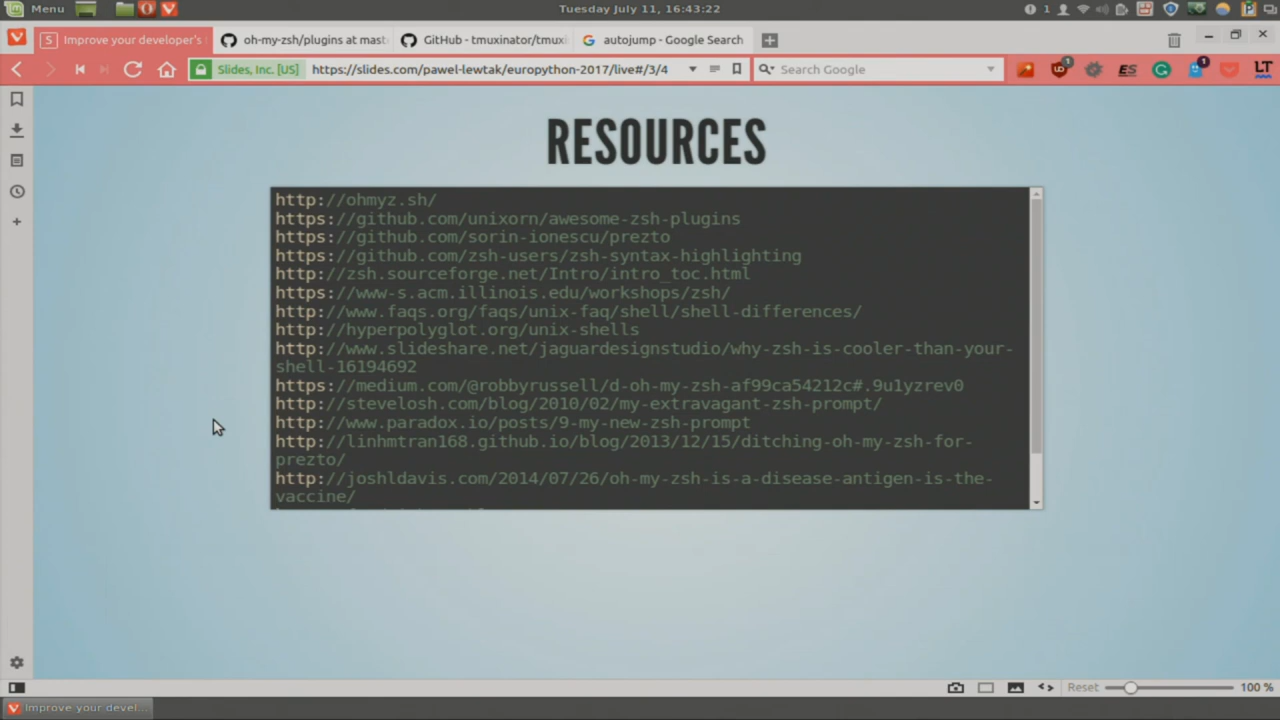 Menu
Tuesday July 11, 16:43:22
1
5 Improve your developer's
oh-my-zsh/plugins at mast
GitHub - tmuxinator/tmuxi
autojump - Google Search
Slides, Inc. [US]
https://slides.com/pawel-lewtak/europython-2017/live#/3/4
Search Google
1
ES
1
LT
RESOURCES
http://ohmyz.sh/
https://github.com/unixorn/awesome-zsh-plugins
https://github.com/sorin-ionescu/prezto
https://github.com/zsh-users/zsh-syntax-highlighting
http://zsh.sourceforge.net/Intro/intro_toc.html
https://www-s.acm.illinois.edu/workshops/zsh/
http://www.faqs.org/faqs/unix-faq/shell/shell-differences/
http://hyperpolyglot.org/unix-shells
http://www.slideshare.net/jaguardesignstudio/why-zsh-is-cooler-than-your-
shell-16194692
https://medium.com/@robbyrussell/d-oh-my-zsh-af99ca54212c#.9u1yzrev0
http://stevelosh.com/blog/2010/02/my-extravagant-zsh-prompt/
http://www.paradox.io/posts/9-my-new-zsh-prompt
http://linhmtran168.github.io/blog/2013/12/15/ditching-oh-my-zsh-for-
prezto/
http://joshldavis.com/2014/07/26/oh-my-zsh-is-a-disease-antigen-is-the-
vaccine/
Reset
100 %
Improve your devel...